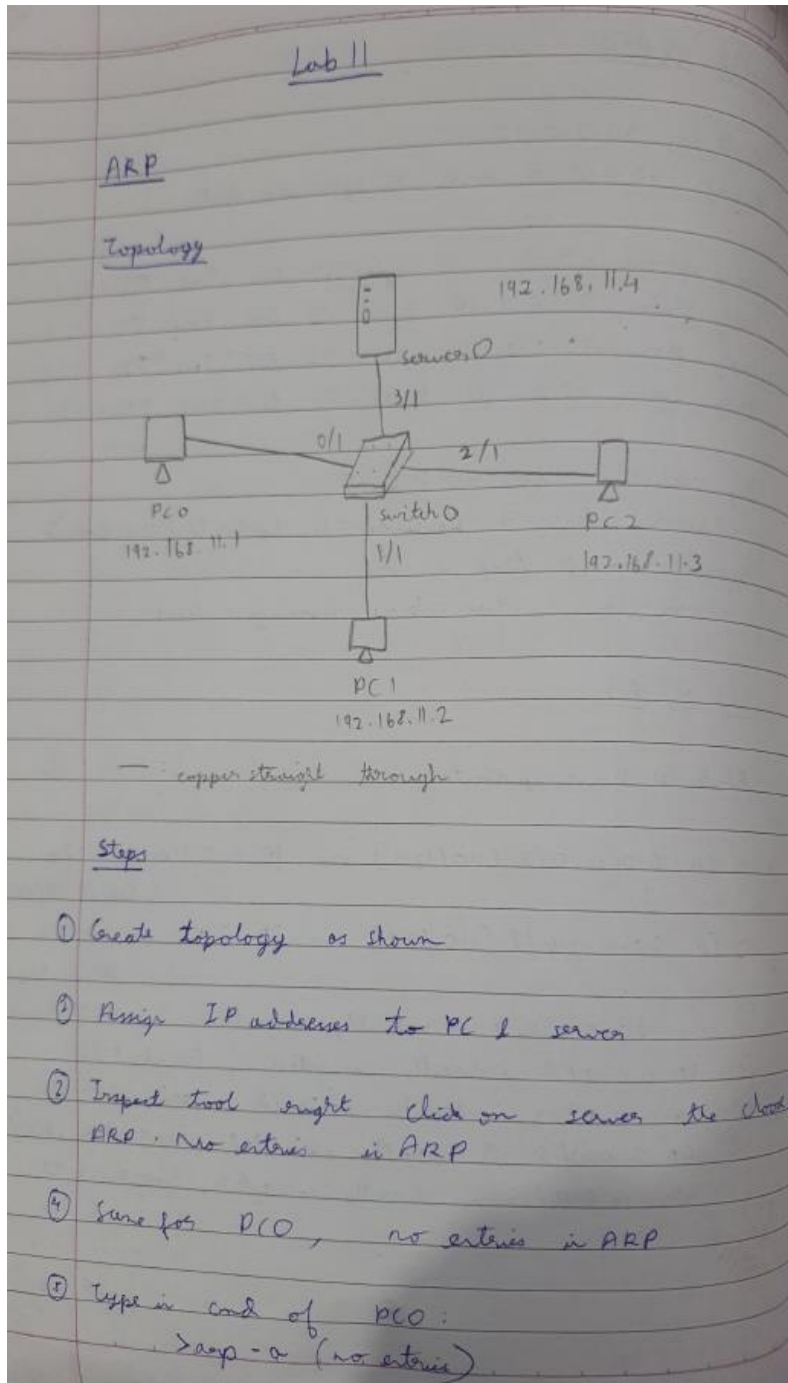 Lab 11
ARP
Topology
192.168.11.4
server0
3/1
0/1
2/1
PC0
switch0
PC2
192.168.11.1
1/1
192.168.11.3
PC1
192.168.11.2
— copper straight through
Steps
① Create topology as shown
② Assign IP addresses to PC & server
③ Inspect tool right click on server the
ARP. No entries in ARP
④ Same for PC0, no entries in ARP
⑤ Type in cmd of PC0:
>arp -a (no entries)